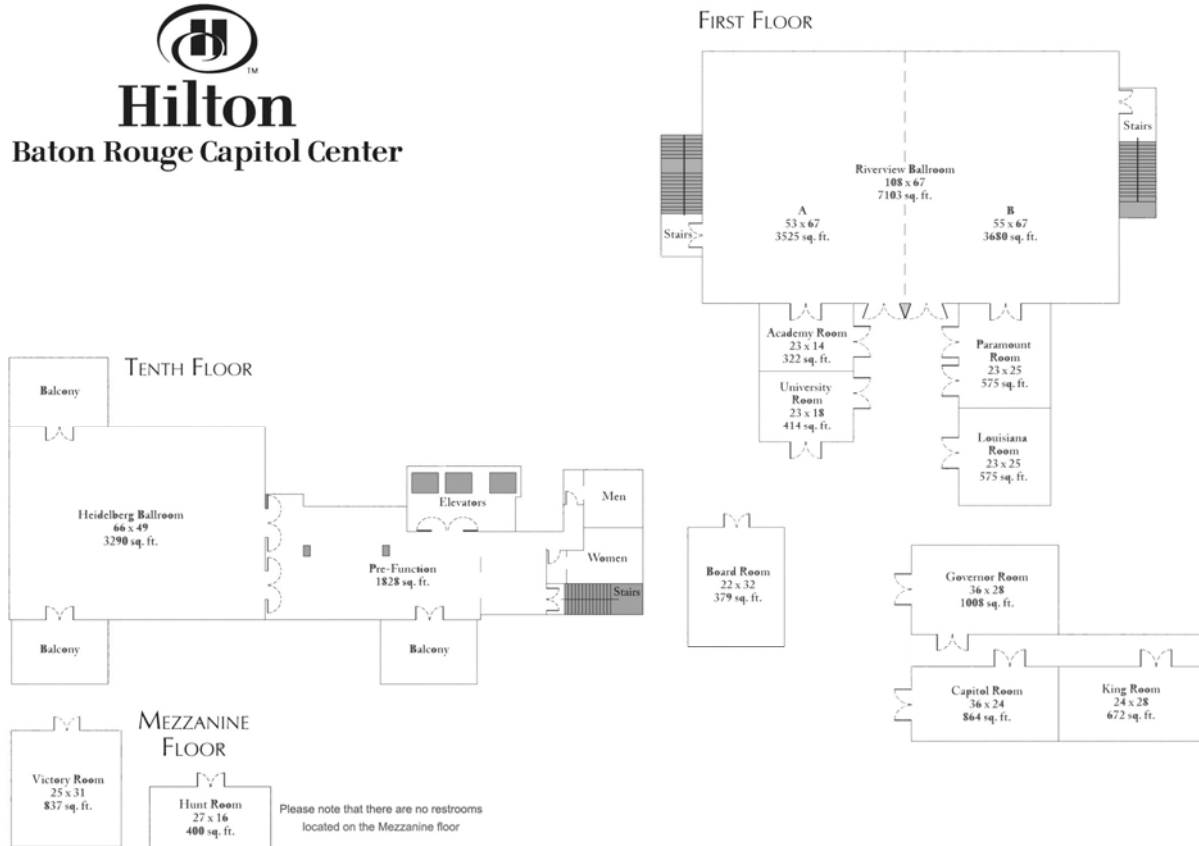 H
TM
Hilton
Baton Rouge Capitol Center
FIRST FLOOR
Stairs
Stairs
Riverview Ballroom
108 x 67
7103 sq. ft.
A
53 x 67
3525 sq. ft.
B
55 x 67
3680 sq. ft.
Academy Room
23 x 14
322 sq. ft.
University
Room
23 x 18
414 sq. ft.
Paramount
Room
23 x 25
575 sq. ft.
Louisiana
Room
23 x 25
575 sq. ft.
Board Room
22 x 32
379 sq. ft.
Governor Room
36 x 28
1008 sq. ft.
Capitol Room
36 x 24
864 sq. ft.
King Room
24 x 28
672 sq. ft.
TENTH FLOOR
Balcony
Heidelberg Ballroom
66 x 49
3290 sq. ft.
Elevators
Men
Women
Stairs
Pre-Function
1828 sq. ft.
Balcony
Balcony
MEZZANINE
FLOOR
Victory Room
25 x 31
837 sq. ft.
Hunt Room
27 x 16
400 sq. ft.
Please note that there are no restrooms
located on the Mezzanine floor